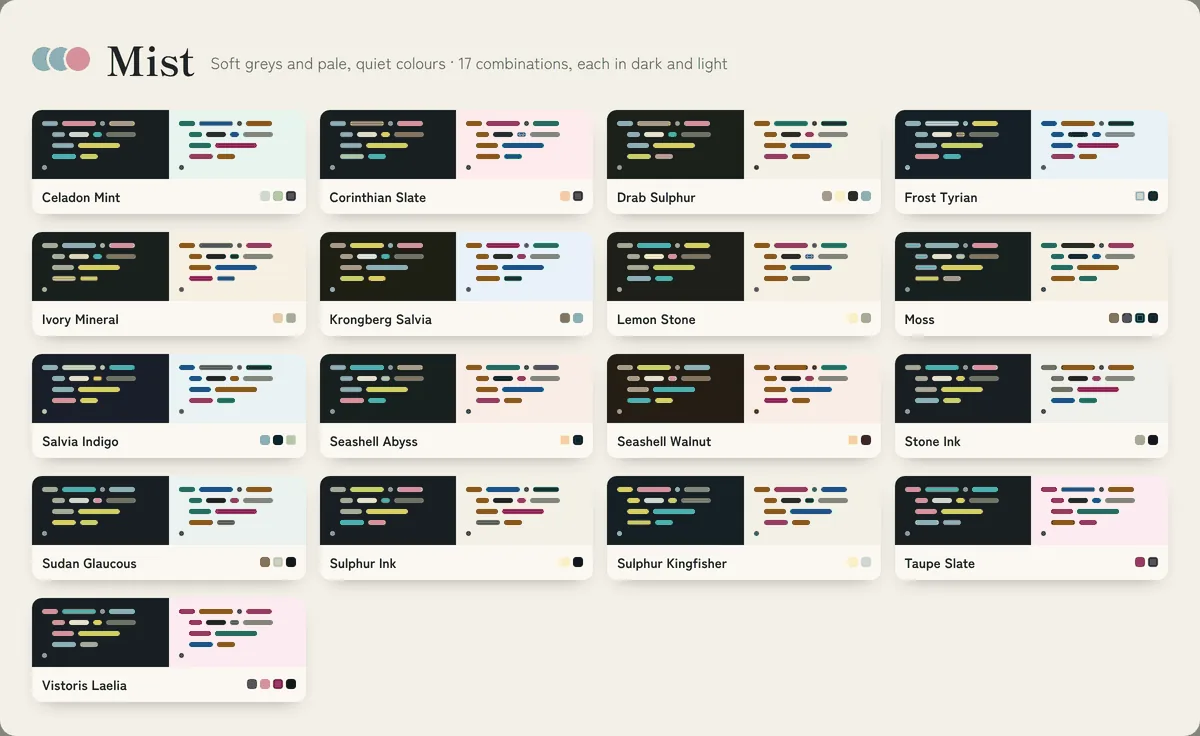 Mist
Soft greys and pale, quiet colours · 17 combinations, each in dark and light
Celadon Mint
Corinthian Slate
Drab Sulphur
Frost Tyrian
Ivory Mineral
Krongberg Salvia
Lemon Stone
Moss
Salvia Indigo
Seashell Abyss
Seashell Walnut
Stone Ink
Sudan Glaucous
Sulphur Ink
Sulphur Kingfisher
Taupe Slate
Vistoris Laelia